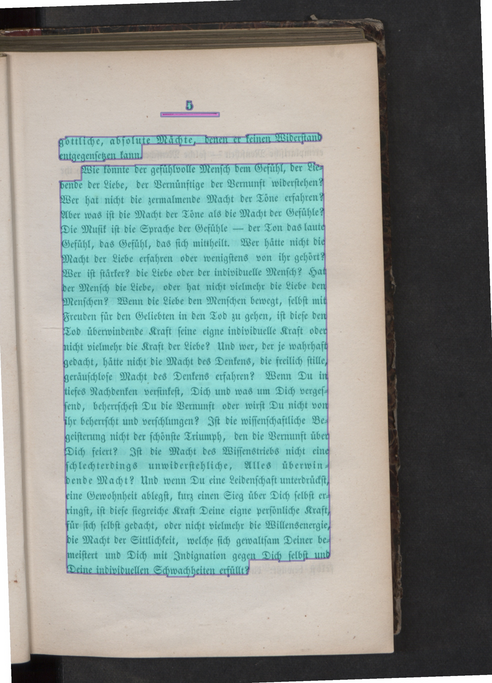 5
göttliche, absolute Mächte, denen er keinen Widerstand
entgegensetzen kann.
Wie könnte der gefühlvolle Mensch dem Gefühl, der Lie-
bende der Liebe, der Vernünftige der Vernunft widerstehen?
Wer hat nicht die zermalmende Macht der Töne erfahren?
Aber was ist die Macht der Töne als die Macht der Gefühle?
Die Musik ist die Sprache der Gefühle — der Ton das laute
Gefühl, das Gefühl, das sich mittheilt. Wer hätte nicht die
Macht der Liebe erfahren oder wenigstens von ihr gehört?
Wer ist stärker? die Liebe oder der individuelle Mensch? Hat
der Mensch die Liebe, oder hat nicht vielmehr die Liebe den
Menschen? Wenn die Liebe den Menschen bewegt, selbst mit
Freuden für den Geliebten in den Tod zu gehen, ist diese den
Tod überwindende Kraft seine eigne individuelle Kraft oder
nicht vielmehr die Kraft der Liebe? Und wer, der je wahrhaft
gedacht, hätte nicht die Macht des Denkens, die freilich stille,
geräuschlose Macht des Denkens erfahren? Wenn Du in
tiefes Nachdenken versinkest, Dich und was um Dich verges-
send, beherrschest Du die Vernunft oder wirst Du nicht von
ihr beherrscht und verschlungen? Ist die wissenschaftliche Be-
geisterung nicht der schönste Triumph, den die Vernunft über
Dich feiert? Ist die Macht des Wissenstriebs nicht eine
schlechterdings unwiderstehliche, Alles überwin-
dende Macht? Und wenn Du eine Leidenschaft unterdrückst,
eine Gewohnheit ablegst, kurz einen Sieg über Dich selbst er-
ringst, ist diese siegreiche Kraft Deine eigne persönliche Kraft,
für sich selbst gedacht, oder nicht vielmehr die Willensenergie,
die Macht der Sittlichkeit, welche sich gewaltsam Deiner be-
meistert und Dich mit Indignation gegen Dich selbst und
Deine individuellen Schwachheiten erfüllt?